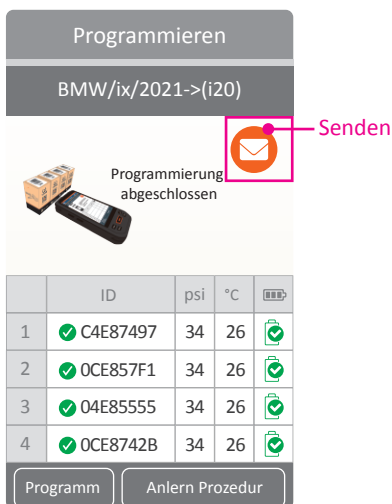 Programmieren
BMW/ix/2021->(i20)
Senden
Programmierung
abgeschlossen
ID psi °C
1 C4E87497 34 26
2 0CE857F1 34 26
3 04E85555 34 26
4 0CE8742B 34 26
Programm Anlern Prozedur